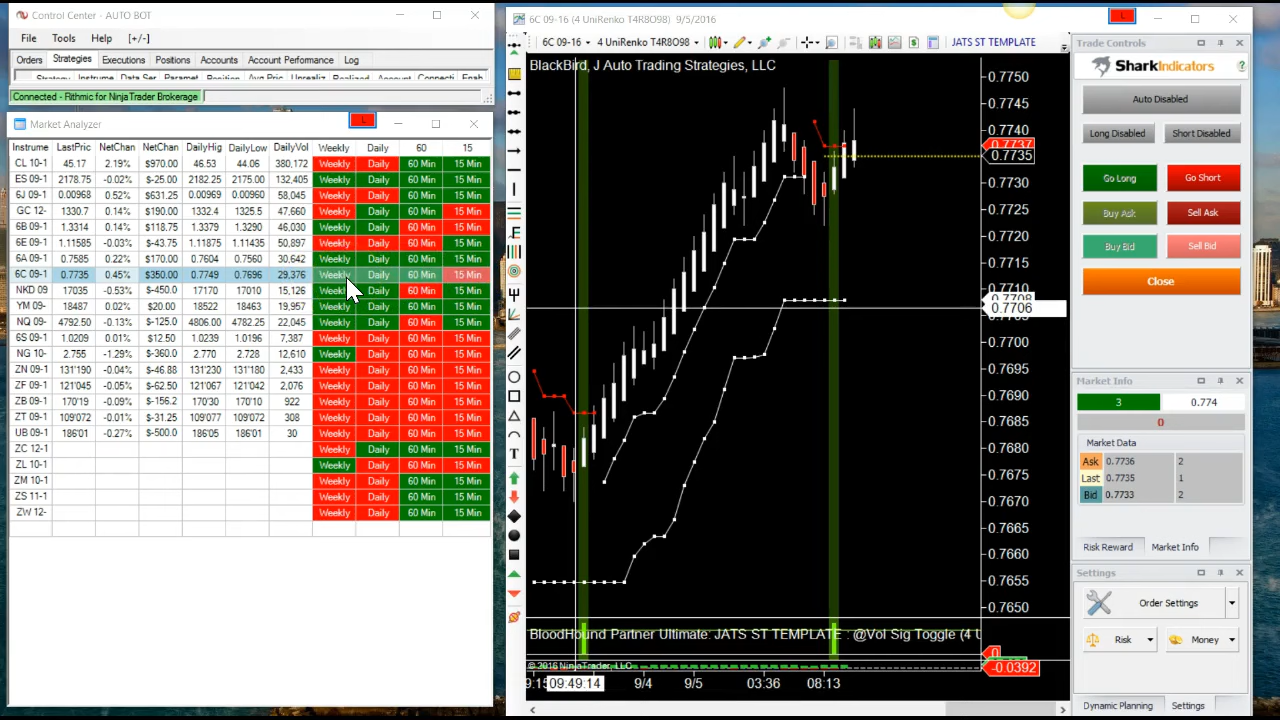 Control Center - AUTO BOT
File Tools Help [+/-]
Orders Strategies Executions Positions Accounts Account Performance Log
Strategy Instrume Data Ser Paramet Position Avg Pric Unrealiz Realized Account Connecti Enab
Connected - Rithmic for NinjaTrader Brokerage
Market Analyzer
L
Instrume LastPric NetChan NetChan DailyHig DailyLow DailyVol Weekly Daily 60 15
CL 10-1 45.17 2.19% $970.00 46.53 44.06 380,172 Weekly Daily 60 Min 15 Min
ES 09-1 2178.75 -0.02% $-25.00 2182.25 2175.00 132,405 Weekly Daily 60 Min 15 Min
6J 09-1 0.00968 0.52% $631.25 0.00969 0.00960 58,045 Weekly Daily 60 Min 15 Min
GC 12- 1330.7 0.14% $190.00 1332.4 1325.5 47,660 Weekly Daily 60 Min 15 Min
6B 09-1 1.3314 0.14% $118.75 1.3379 1.3290 46,030 Weekly Daily 60 Min 15 Min
6E 09-1 1.11585 -0.03% $-43.75 1.11875 1.11435 50,897 Weekly Daily 60 Min 15 Min
6A 09-1 0.7585 0.22% $170.00 0.7604 0.7560 30,642 Weekly Daily 60 Min 15 Min
6C 09-1 0.7735 0.45% $350.00 0.7749 0.7696 29,376 Weekly Daily 60 Min 15 Min
NKD 09 17035 -0.53% $-450.0 17170 17010 15,126 Weekly Daily 60 Min 15 Min
YM 09- 18487 0.02% $20.00 18522 18463 19,957 Weekly Daily 60 Min 15 Min
NQ 09- 4792.50 -0.13% $-125.0 4806.00 4782.25 22,045 Weekly Daily 60 Min 15 Min
6S 09-1 1.0209 0.01% $12.50 1.0239 1.0196 7,387 Weekly Daily 60 Min 15 Min
NG 10- 2.755 -1.29% $-360.0 2.770 2.728 12,610 Weekly Daily 60 Min 15 Min
ZN 09-1 131'190 -0.04% $-46.88 131'230 131'180 2,433 Weekly Daily 60 Min 15 Min
ZF 09-1 121'045 -0.05% $-62.50 121'067 121'042 2,076 Weekly Daily 60 Min 15 Min
ZB 09-1 170'19 -0.09% $-156.2 170'30 170'10 922 Weekly Daily 60 Min 15 Min
ZT 09-1 109'072 -0.01% $-31.25 109'077 109'072 308 Weekly Daily 60 Min 15 Min
UB 09-1 186'01 -0.27% $-500.0 186'05 186'01 30 Weekly Daily 60 Min 15 Min
ZC 12-1 Weekly Daily 60 Min 15 Min
ZL 10-1 Weekly Daily 60 Min 15 Min
ZM 10-1 Weekly Daily 60 Min 15 Min
ZS 11-1 Weekly Daily 60 Min 15 Min
ZW 12- Weekly Daily 60 Min 15 Min
6C 09-16 (4 UniRenko T4R8O98) 9/5/2016
L
6C 09-16 4 UniRenko T4R8O98 JATS ST TEMPLATE
BlackBird, J Auto Trading Strategies, LLC
0.7750
0.7745
0.7740
0.7737
0.7735
0.7730
0.7725
0.7720
0.7715
0.7710
0.7708
0.7706
0.7705
0.7700
0.7695
0.7690
0.7685
0.7680
0.7675
0.7670
0.7665
0.7660
0.7655
0.7650
BloodHound Partner Ultimate: JATS ST TEMPLATE : @Vol Sig Toggle (4 U
0
-0.0392
© 2016 NinjaTrader, LLC
09:49:14 9/4 9/5 03:36 08:13
Trade Controls
SharkIndicators
Auto Disabled
Long Disabled Short Disabled
Go Long Go Short
Buy Ask Sell Ask
Buy Bid Sell Bid
Close
Market Info
3 0.774
0
Market Data
Ask 0.7736 2
Last 0.7735 1
Bid 0.7733 2
Risk Reward Market Info
Settings
Order Settings
Risk Money
Dynamic Planning Settings